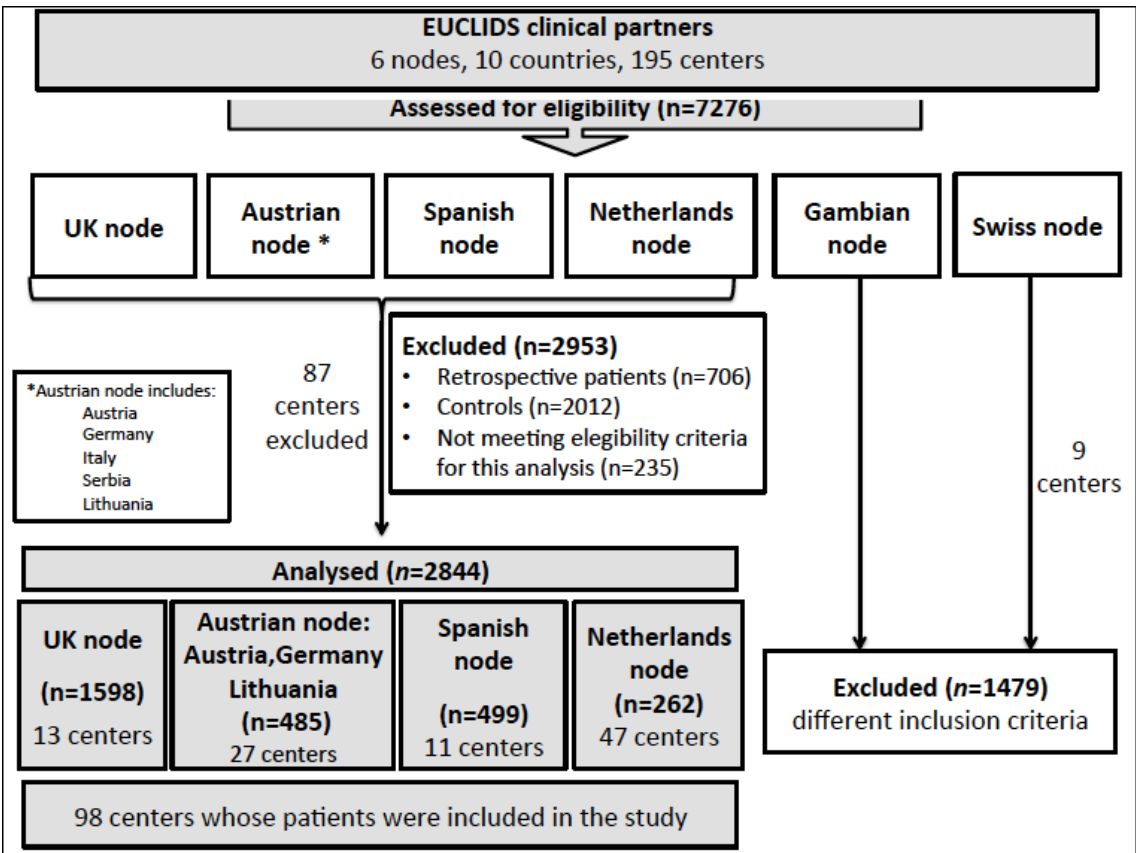 EUCLIDS clinical partners
6 nodes, 10 countries, 195 centers
Assessed for eligibility (n=7276)
UK node
Austrian
node *
Spanish
node
Netherlands
node
Gambian
node
Swiss node
*Austrian node includes:
Austria
Germany
Italy
Serbia
Lithuania
87
centers
excluded
Excluded (n=2953)
• Retrospective patients (n=706)
• Controls (n=2012)
• Not meeting elegibility criteria
for this analysis (n=235)
9
centers
Analysed (n=2844)
UK node
(n=1598)
13 centers
Austrian node:
Austria,Germany
Lithuania
(n=485)
27 centers
Spanish
node
(n=499)
11 centers
Netherlands
node
(n=262)
47 centers
Excluded (n=1479)
different inclusion criteria
98 centers whose patients were included in the study